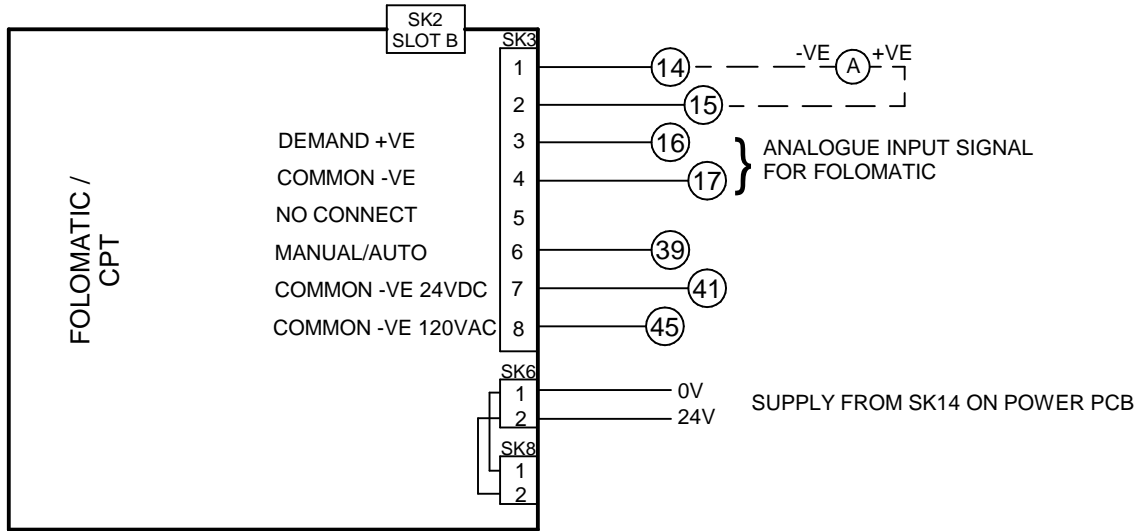 SK2
SLOT B
SK3
1 14 -VE A +VE
2 15
DEMAND +VE 3 16
ANALOGUE INPUT SIGNAL
FOR FOLOMATIC
COMMON -VE 4 17
NO CONNECT 5
MANUAL/AUTO 6 39
COMMON -VE 24VDC 7 41
COMMON -VE 120VAC 8 45
FOLOMATIC /
CPT
SK6
1 0V
2 24V
SUPPLY FROM SK14 ON POWER PCB
SK8
1
2